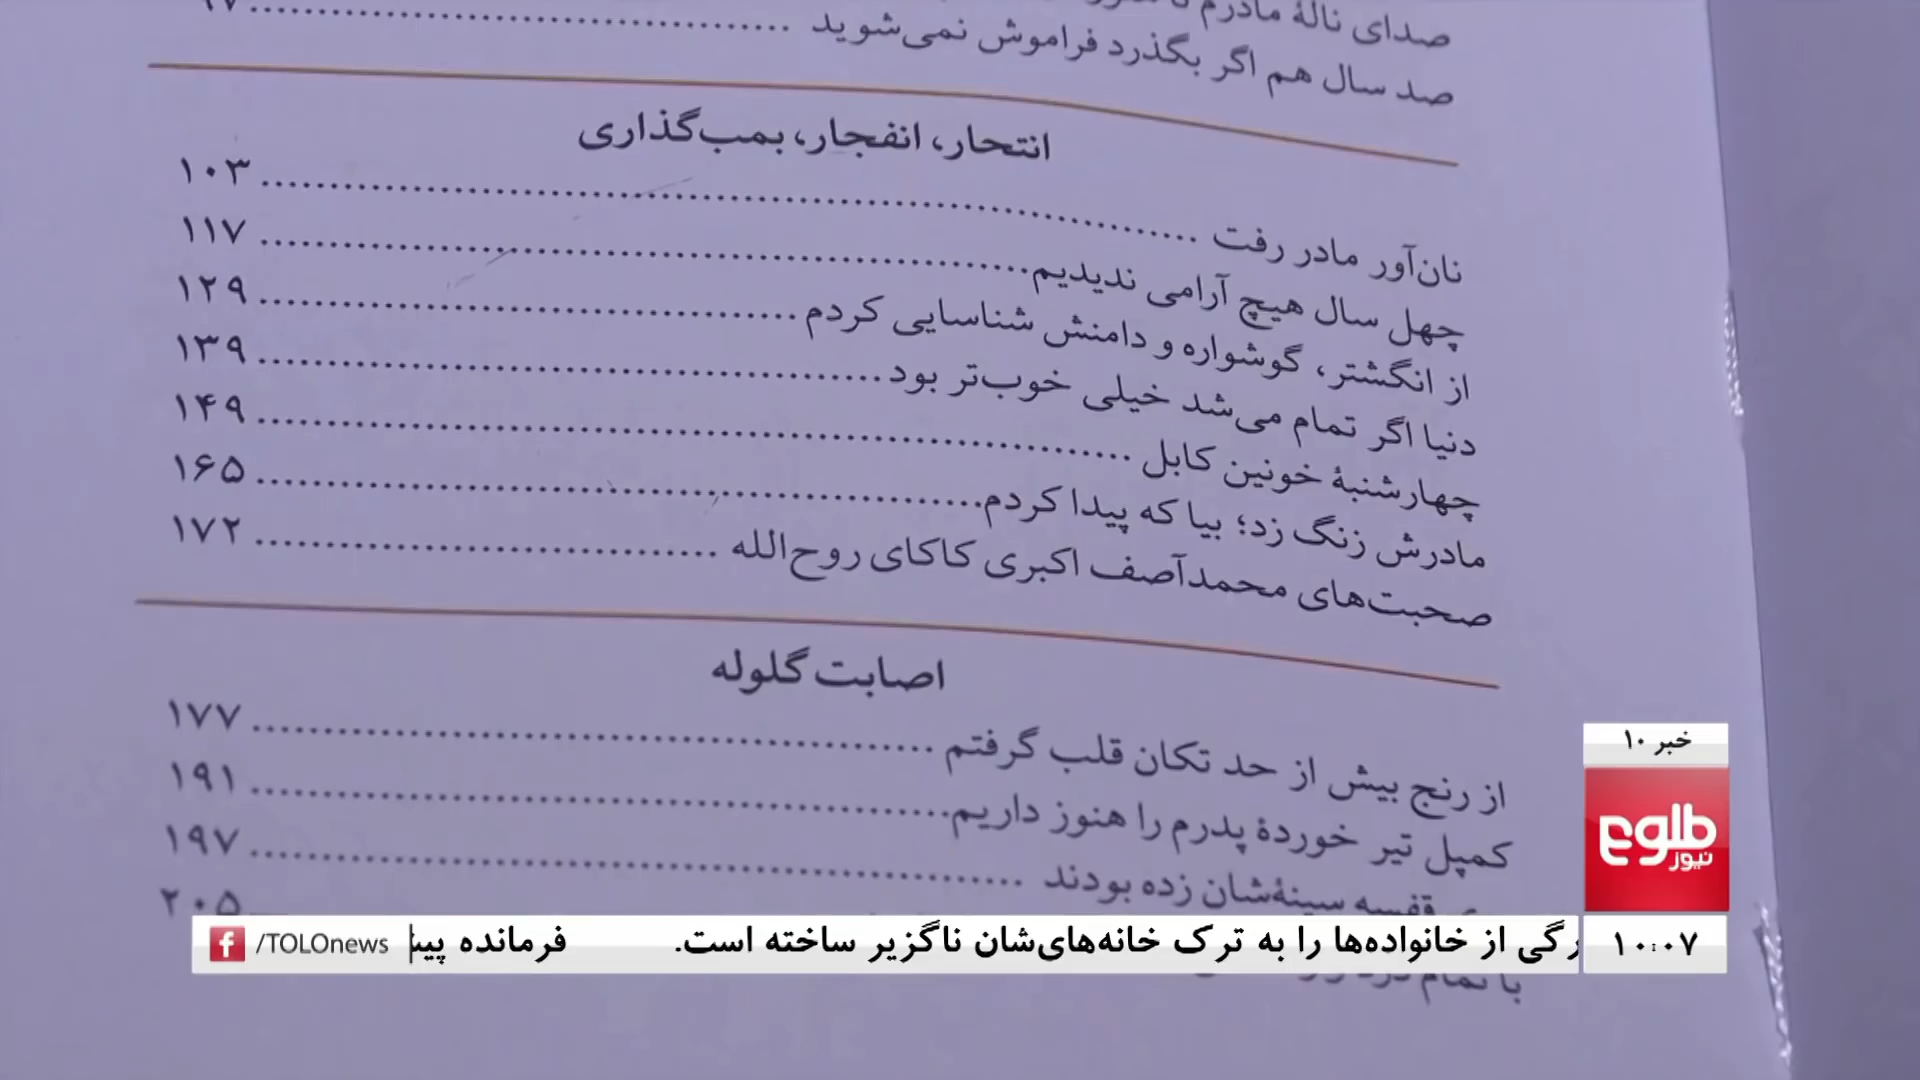 صدای نالهٔ مادرم
صد سال هم اگر بگذرد فراموش نمی‌شوید
انتحار، انفجار، بمب‌گذاری
نان‌آور مادر رفت ........ ۱۰۳
چهل سال هیچ آرامی ندیدیم ........ ۱۱۷
از انگشتر، گوشواره و دامنش شناسایی کردم ........ ۱۲۹
دنیا اگر تمام می‌شد خیلی خوب‌تر بود ........ ۱۳۹
چهارشنبهٔ خونین کابل ........ ۱۴۹
مادرش زنگ زد؛ بیا که پیدا کردم ........ ۱۶۵
صحبت‌های محمدآصف اکبری کاکای روح‌الله ........ ۱۷۲
اصابت گلوله
از رنج بیش از حد تکان قلب گرفتم ........ ۱۷۷
کمپل تیر خوردهٔ پدرم را هنوز داریم ........ ۱۹۱
قفسه سینه‌شان زده بودند ........ ۱۹۷
۲۰۵
با تمام درد
خبر ۱۰
طلوع
نیوز
۱۰:۰۷
از خانواده‌ها را به ترک خانه‌های‌شان ناگزیر ساخته است. فرمانده
/TOLOnews